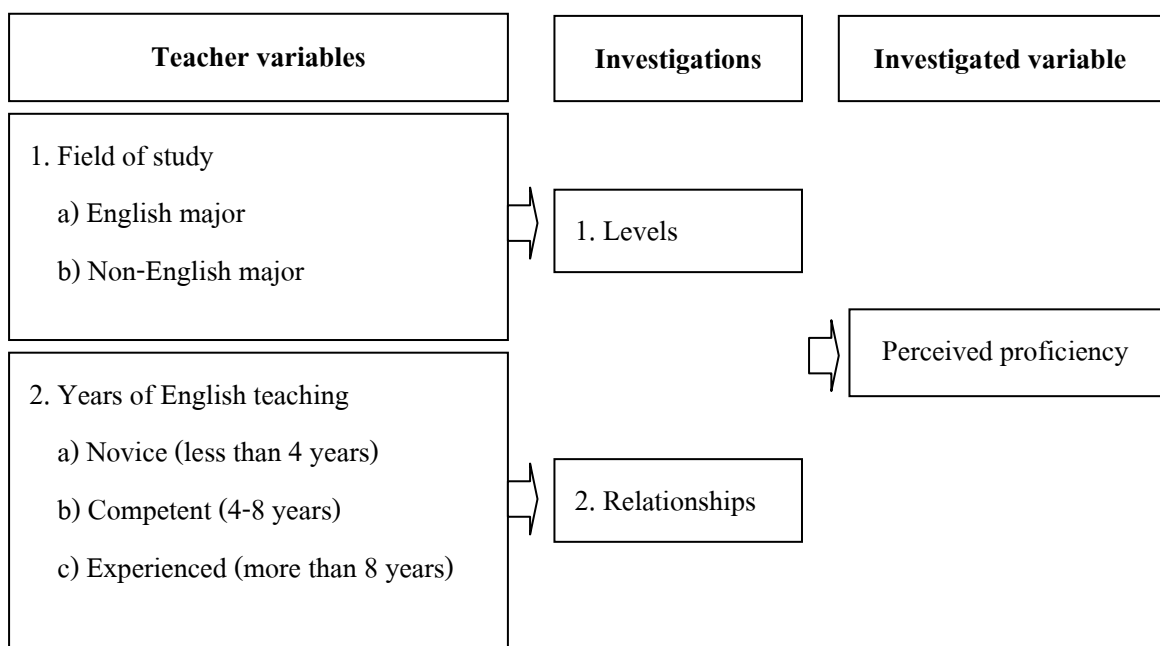 Teacher variables
Investigations
Investigated variable
1. Field of study
a) English major
b) Non-English major
1. Levels
Perceived proficiency
2. Years of English teaching
a) Novice (less than 4 years)
b) Competent (4-8 years)
c) Experienced (more than 8 years)
2. Relationships